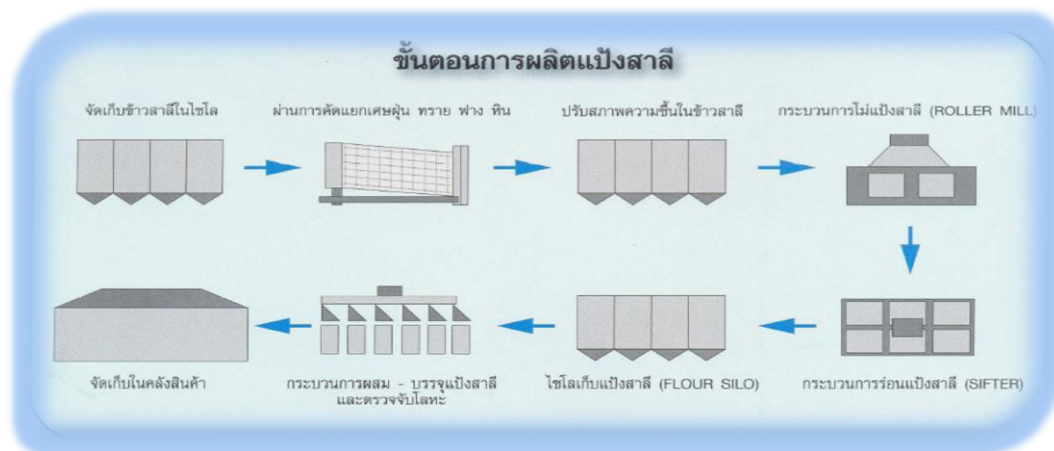 ขั้นตอนการผลิตแป้งสาลี
จัดเก็บข้าวสาลีในไซโล
ผ่านการคัดแยกเศษฝุ่น ทราย ฟาง หิน
ปรับสภาพความชื้นในข้าวสาลี
กระบวนการโม่แป้งสาลี (ROLLER MILL)
จัดเก็บในคลังสินค้า
กระบวนการผสม - บรรจุแป้งสาลี
และตรวจจับโลหะ
ไซโลเก็บแป้งสาลี (FLOUR SILO)
กระบวนการร่อนแป้งสาลี (SIFTER)